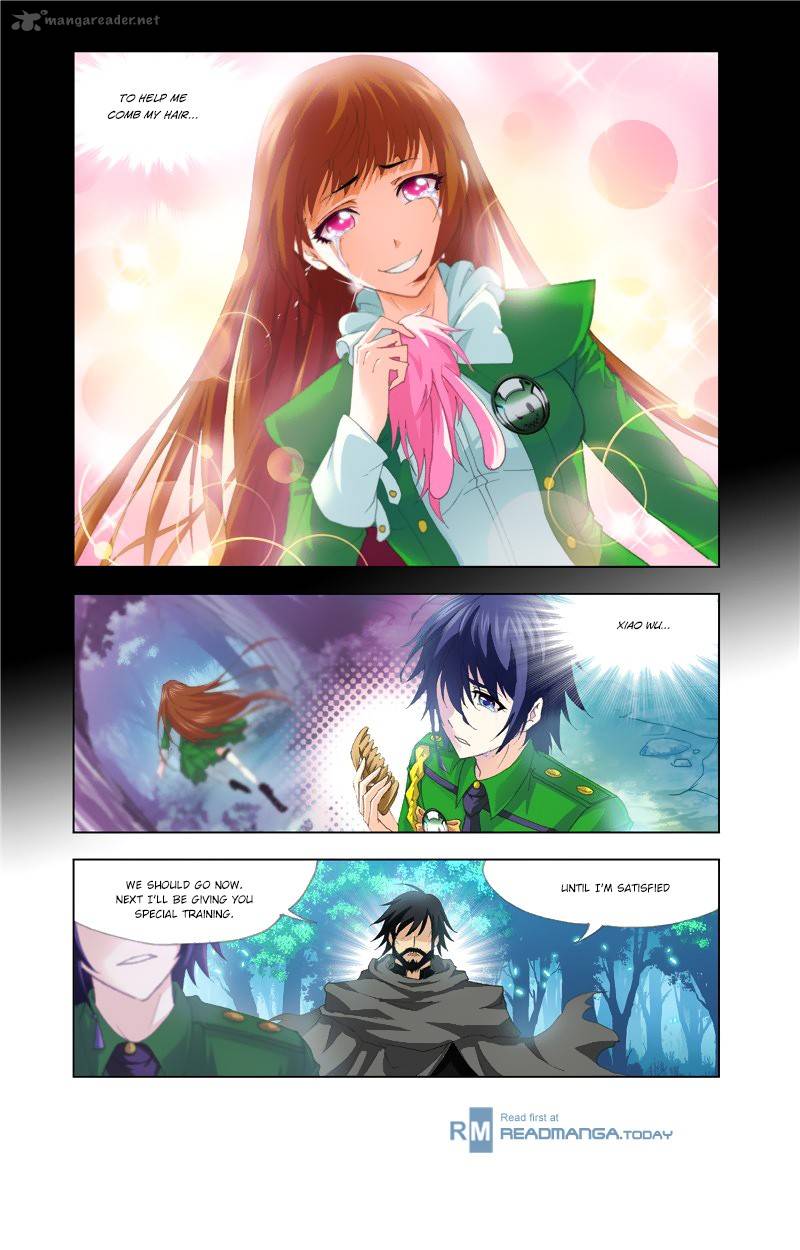 mangareader.net
TO HELP ME
COMB MY HAIR...
XIAO WU...
WE SHOULD GO NOW.
NEXT I'LL BE GIVING YOU
SPECIAL TRAINING.
UNTIL I'M SATISFIED
RM
Read first at
READMANGA.TODAY